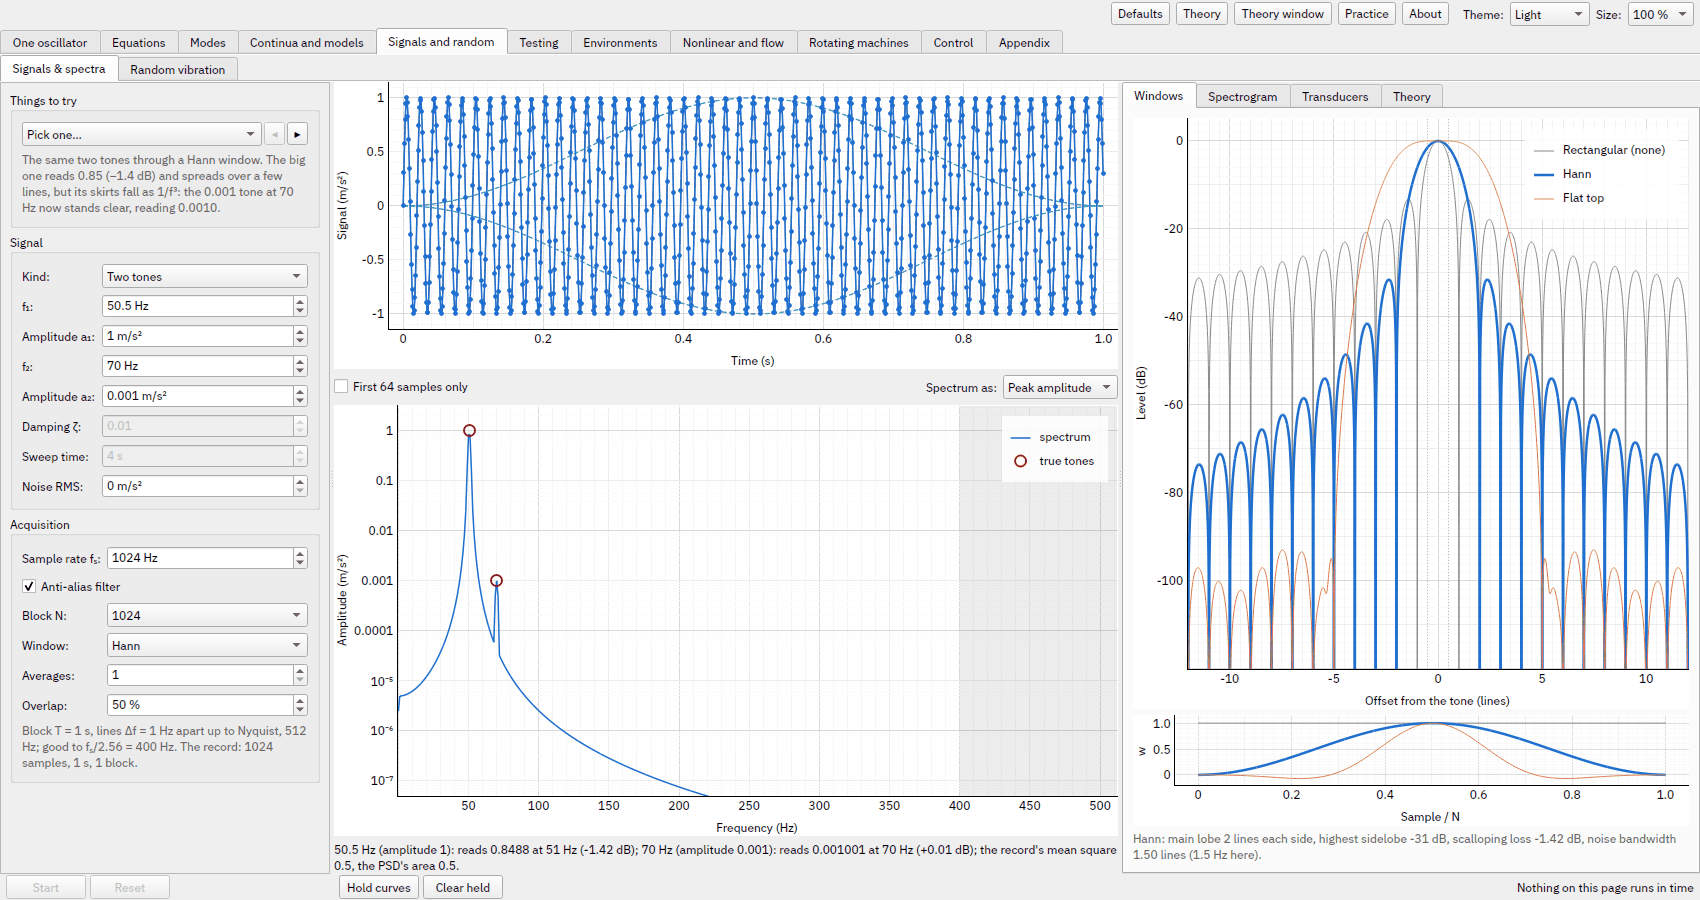 Defaults Theory Theory window Practice About Theme: Light Size: 100 %
One oscillator Equations Modes Continua and models Signals and random Testing Environments Nonlinear and flow Rotating machines Control Appendix
Signals & spectra Random vibration
Things to try
Pick one...
The same two tones through a Hann window. The big
one reads 0.85 (−1.4 dB) and spreads over a few
lines, but its skirts fall as 1/f³: the 0.001 tone at 70
Hz now stands clear, reading 0.0010.
Signal
Kind: Two tones
f₁: 50.5 Hz
Amplitude a₁: 1 m/s²
f₂: 70 Hz
Amplitude a₂: 0.001 m/s²
Damping ζ: 0.01
Sweep time: 4 s
Noise RMS: 0 m/s²
Acquisition
Sample rate fₛ: 1024 Hz
Anti-alias filter
Block N: 1024
Window: Hann
Averages: 1
Overlap: 50 %
Block T = 1 s, lines Δf = 1 Hz apart up to Nyquist, 512
Hz; good to fₛ/2.56 = 400 Hz. The record: 1024
samples, 1 s, 1 block.
Start Reset
Signal (m/s²)
1
0.5
0
-0.5
-1
0 0.2 0.4 0.6 0.8 1.0
Time (s)
First 64 samples only
Spectrum as: Peak amplitude
Amplitude (m/s²)
1
0.1
0.01
0.001
0.0001
10⁻⁵
10⁻⁶
10⁻⁷
spectrum
true tones
50 100 150 200 250 300 350 400 450 500
Frequency (Hz)
50.5 Hz (amplitude 1): reads 0.8488 at 51 Hz (-1.42 dB); 70 Hz (amplitude 0.001): reads 0.001001 at 70 Hz (+0.01 dB); the record's mean square
0.5, the PSD's area 0.5.
Hold curves Clear held
Windows Spectrogram Transducers Theory
Level (dB)
0
-20
-40
-60
-80
-100
Rectangular (none)
Hann
Flat top
-10 -5 0 5 10
Offset from the tone (lines)
w
1.0
0.5
0
0 0.2 0.4 0.6 0.8 1.0
Sample / N
Hann: main lobe 2 lines each side, highest sidelobe -31 dB, scalloping loss -1.42 dB, noise bandwidth
1.50 lines (1.5 Hz here).
Nothing on this page runs in time